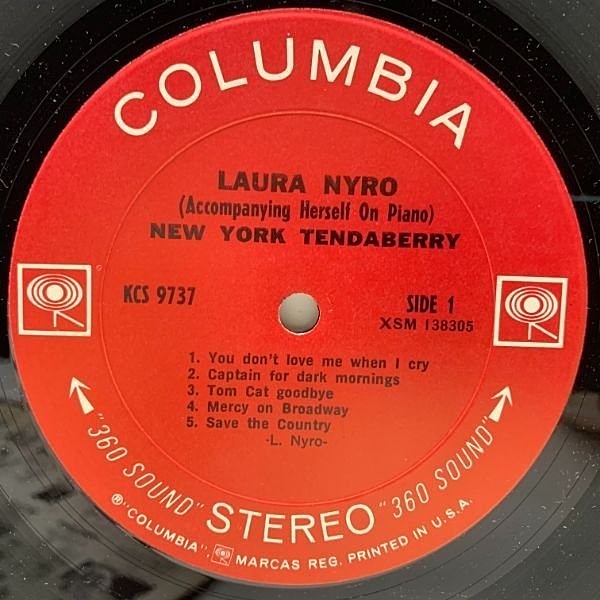 COLUMBIA
LAURA NYRO
(Accompanying Herself On Piano)
NEW YORK TENDABERRY
KCS 9737
SIDE 1
XSM 138305
1. You don't love me when I cry
2. Captain for dark mornings
3. Tom Cat goodbye
4. Mercy on Broadway
5. Save the Country
-L. Nyro-
"360 SOUND" STEREO "360 SOUND"
®"COLUMBIA", MARCAS REG. PRINTED IN U.S.A.